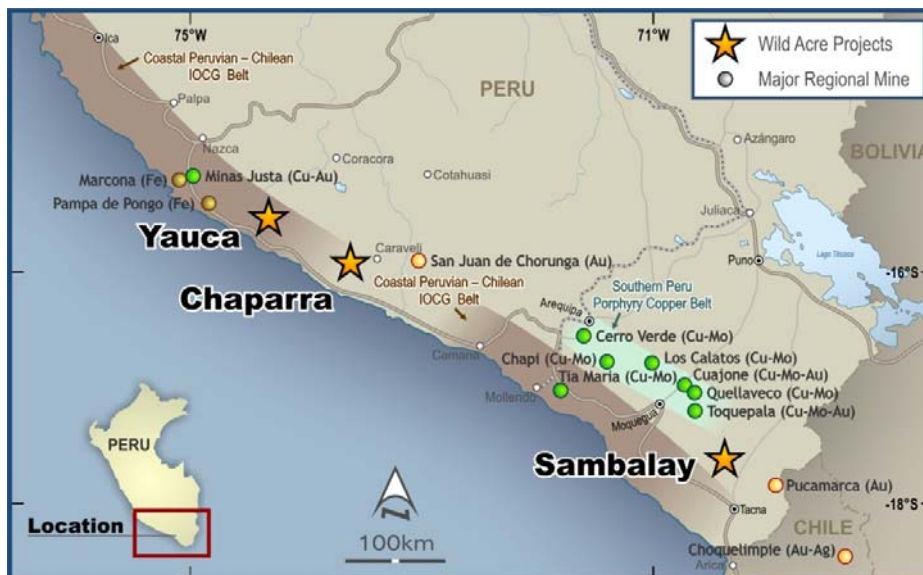 75°W
71°W
Wild Acre Projects
Major Regional Mine
Ica
Coastal Peruvian – Chilean
IOCG Belt
PERU
Palpa
Nazca
Coracora
Cotahuasi
Azángaro
BOLIVIA
Marcona (Fe)
Minas Justa (Cu-Au)
Pampa de Pongo (Fe)
Yauca
Juliaca
Caraveli
San Juan de Chorunga (Au)
Puno
Lago Titicaca
-16°S
Chaparra
Coastal Peruvian – Chilean
IOCG Belt
Southern Peru
Porphyry Copper Belt
Arequipa
Cerro Verde (Cu-Mo)
Camana
Chapi (Cu-Mo)
Los Calatos (Cu-Mo)
Tia Maria (Cu-Mo)
Cuajone (Cu-Mo-Au)
Mollendo
Quellaveco (Cu-Mo)
Moquegua
Toquepala (Cu-Mo-Au)
PERU
Sambalay
Pucamarca (Au)
Tacna
-18°S
Location
N
100km
CHILE
Choquelimpie (Au-Ag)
Arica